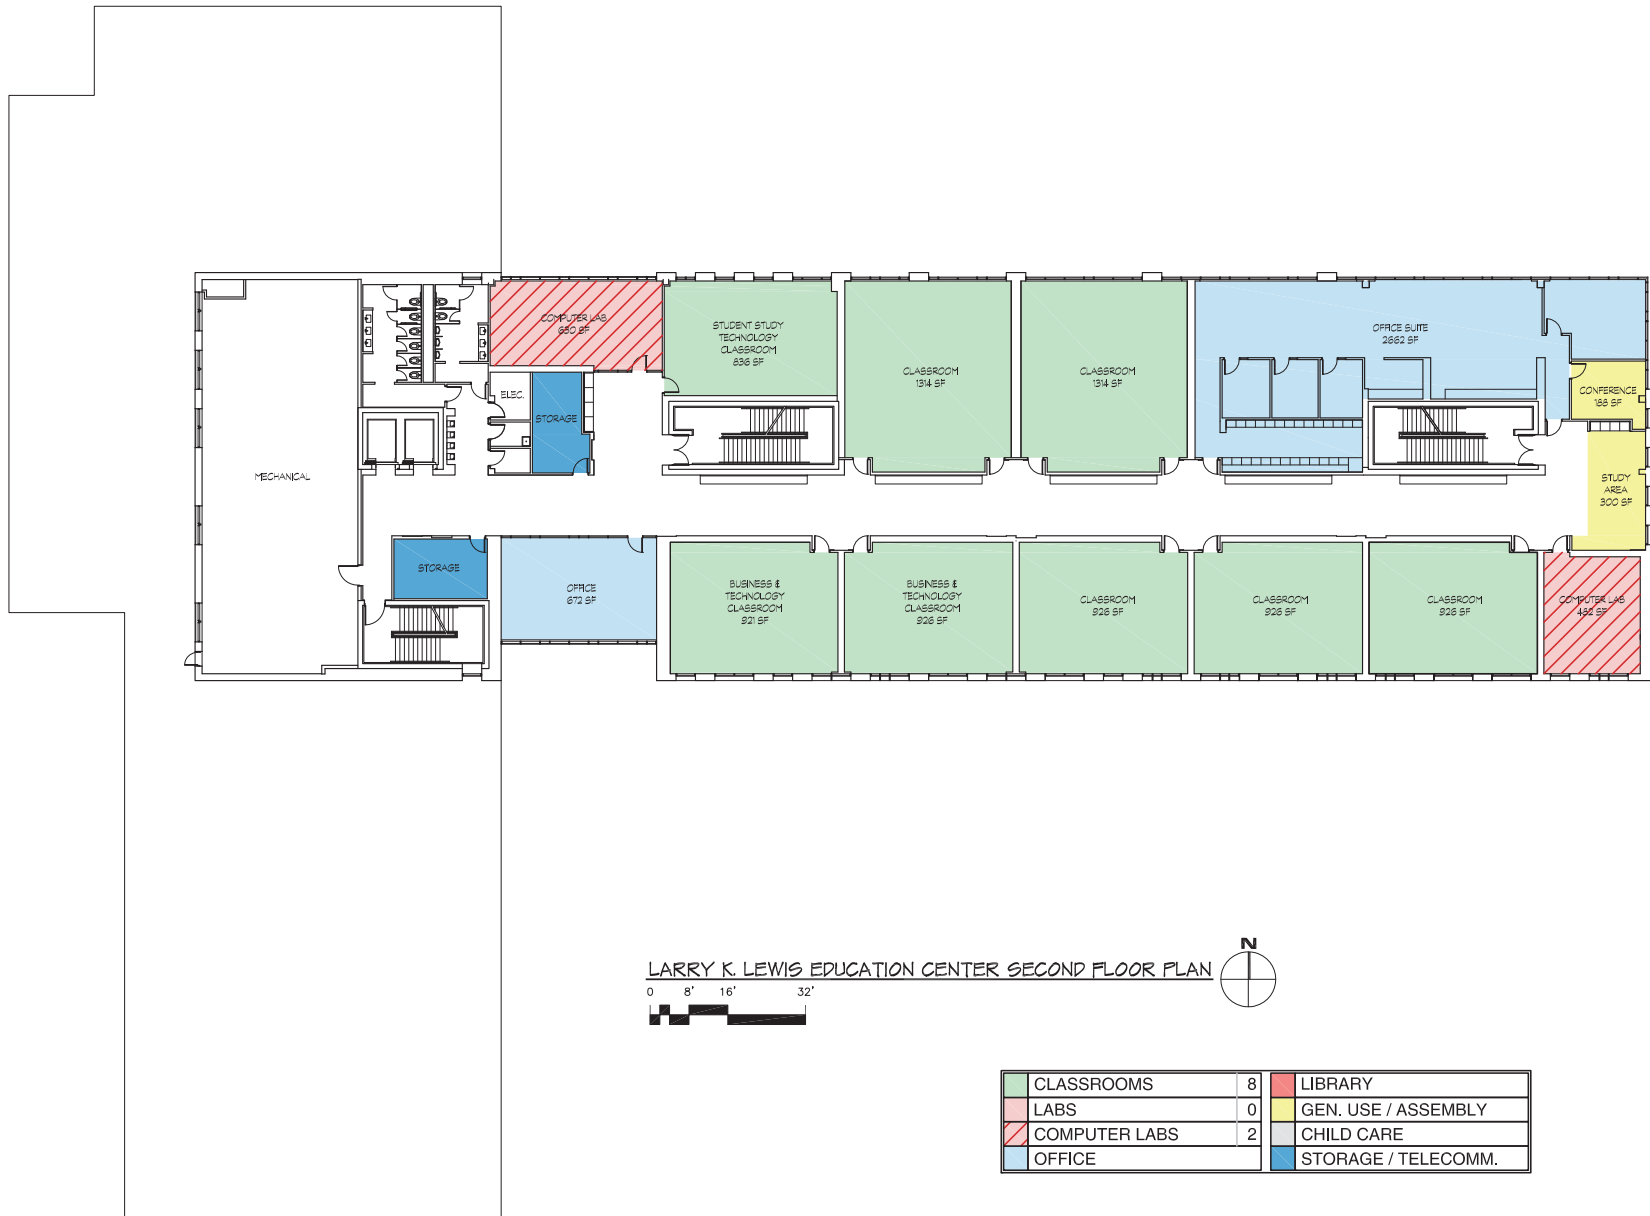 COMPUTER LAB
650 SF
STUDENT STUDY
TECHNOLOGY
CLASSROOM
836 SF
CLASSROOM
1314 SF
CLASSROOM
1314 SF
OFFICE SUITE
2662 SF
CONFERENCE
188 SF
ELEC.
STORAGE
MECHANICAL
STUDY
AREA
300 SF
STORAGE
OFFICE
672 SF
BUSINESS &
TECHNOLOGY
CLASSROOM
921 SF
BUSINESS &
TECHNOLOGY
CLASSROOM
926 SF
CLASSROOM
926 SF
CLASSROOM
926 SF
CLASSROOM
926 SF
COMPUTER LAB
482 SF
N
LARRY K. LEWIS EDUCATION CENTER SECOND FLOOR PLAN
0 8' 16' 32'
CLASSROOMS 8
LABS 0
COMPUTER LABS 2
OFFICE
LIBRARY
GEN. USE / ASSEMBLY
CHILD CARE
STORAGE / TELECOMM.